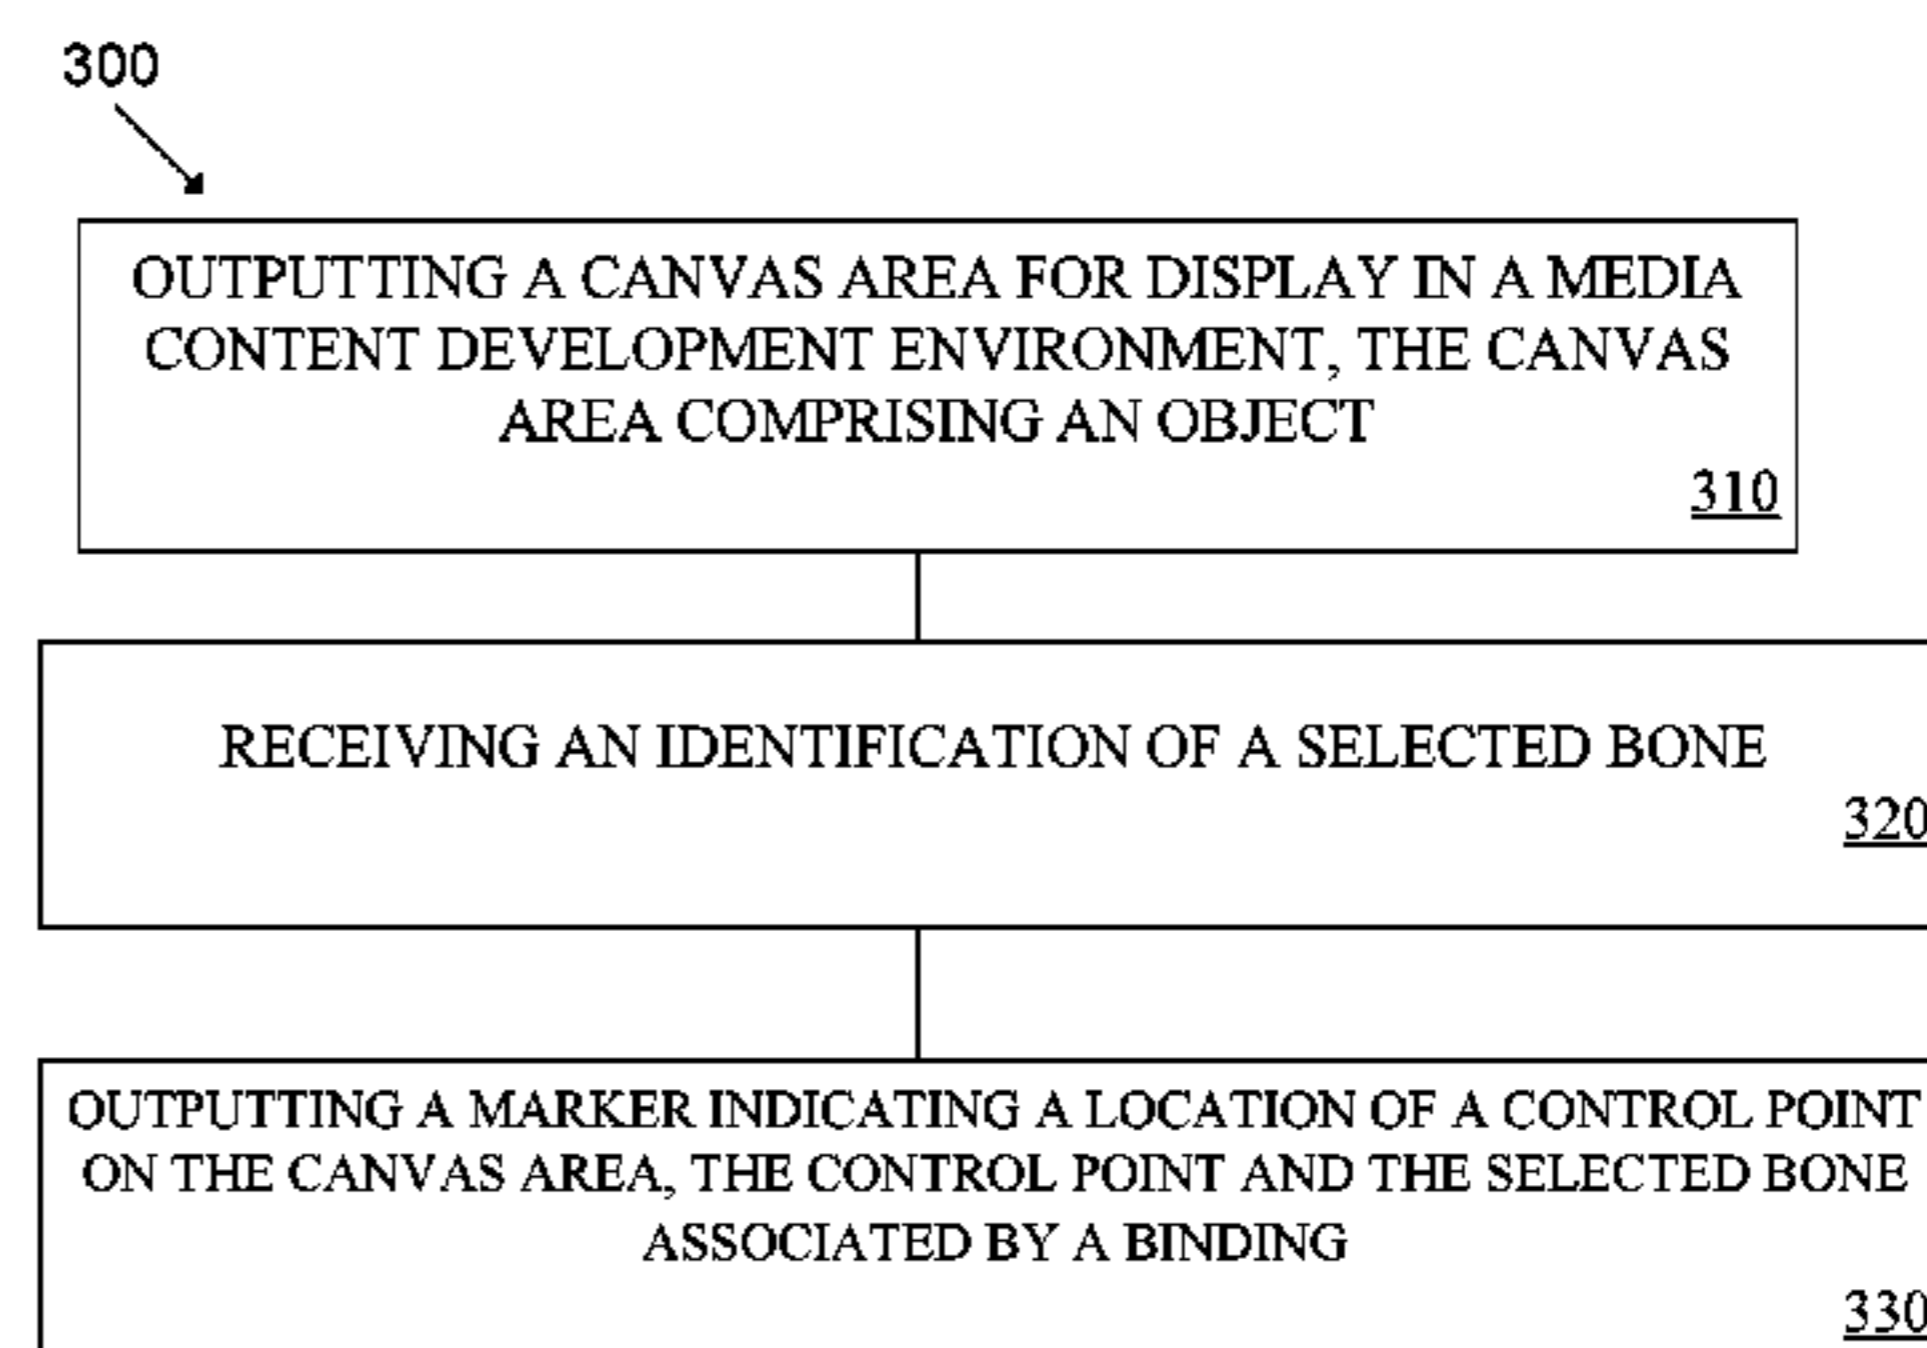 300
OUTPUTTING A CANVAS AREA FOR DISPLAY IN A MEDIA
CONTENT DEVELOPMENT ENVIRONMENT, THE CANVAS
AREA COMPRISING AN OBJECT
310
RECEIVING AN IDENTIFICATION OF A SELECTED BONE
320
OUTPUTTING A MARKER INDICATING A LOCATION OF A CONTROL POINT
ON THE CANVAS AREA, THE CONTROL POINT AND THE SELECTED BONE
ASSOCIATED BY A BINDING
330